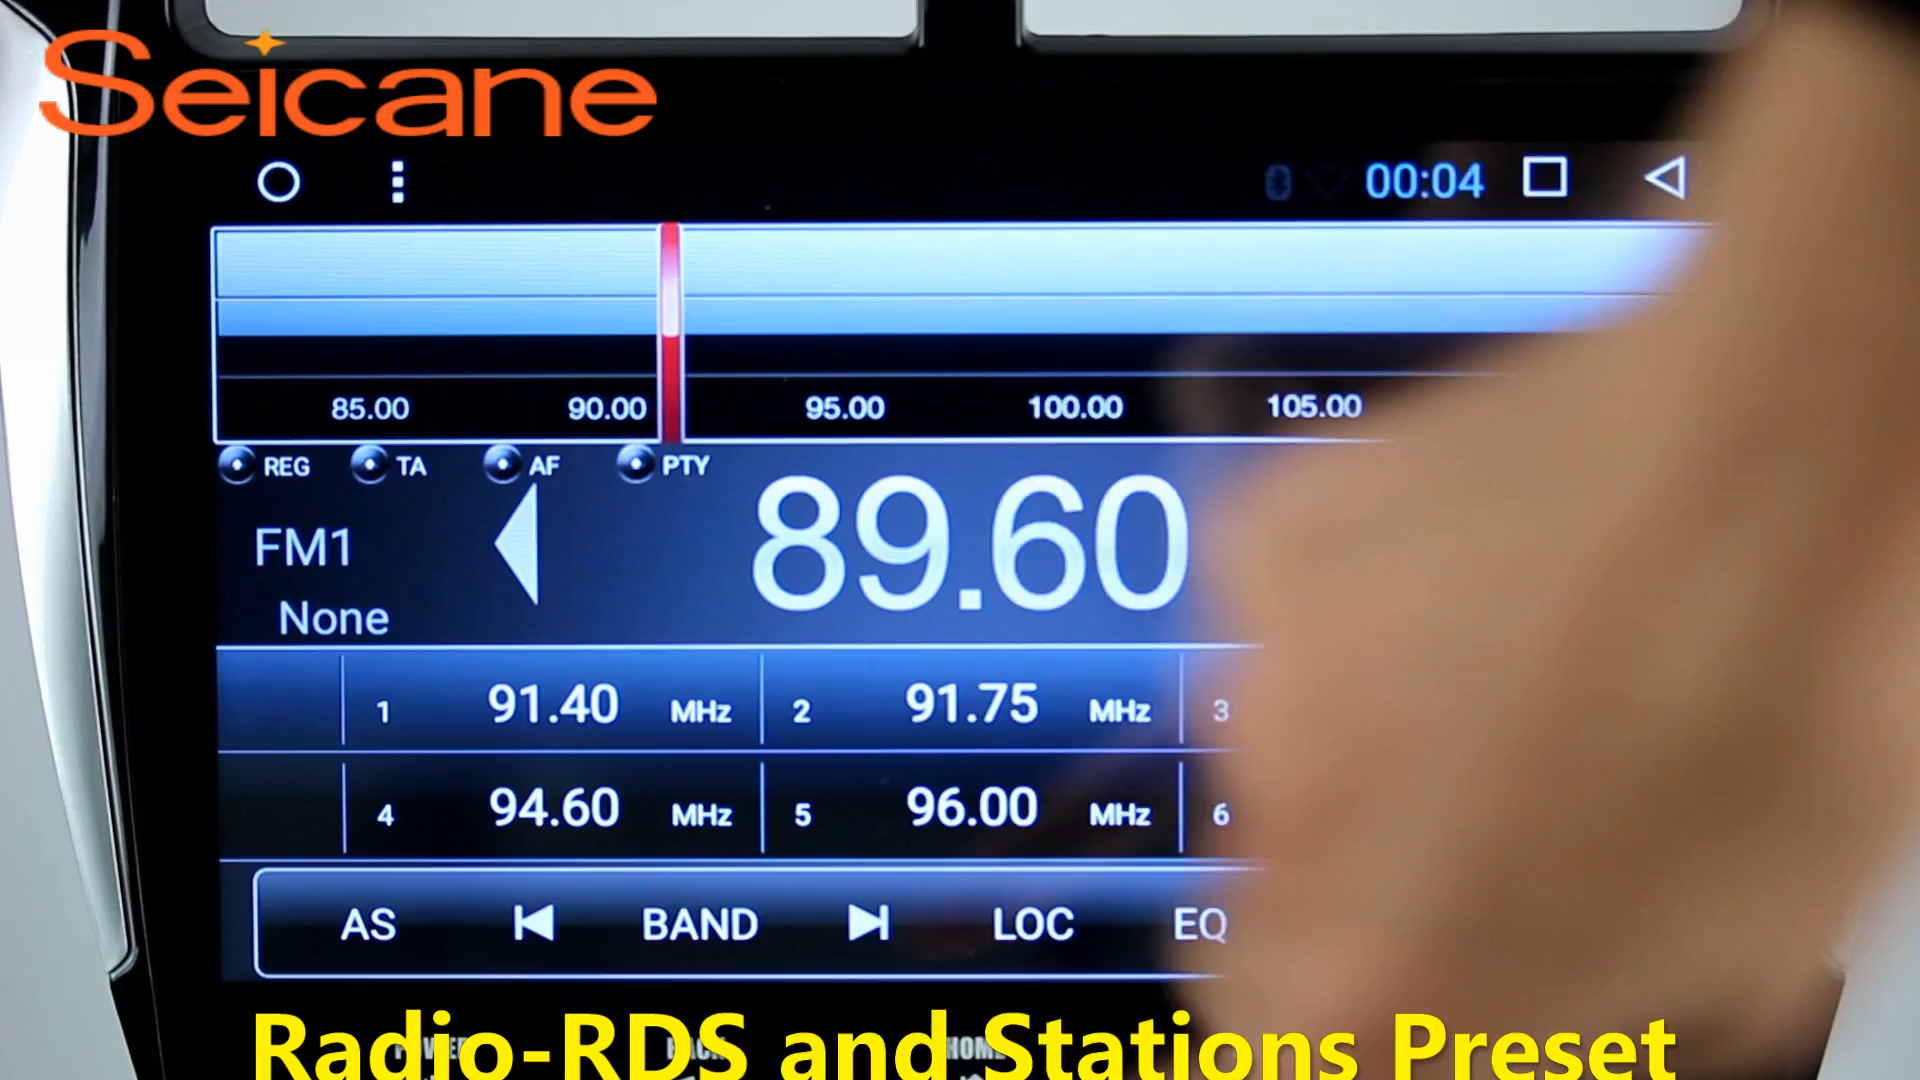 Seicane
00:04
85.00 90.00 95.00 100.00 105.00
REG TA AF PTY
FM1 89.60
None
1 91.40 MHz 2 91.75 MHz 3
4 94.60 MHz 5 96.00 MHz 6
AS BAND LOC EQ
Radio-RDS and Stations Preset